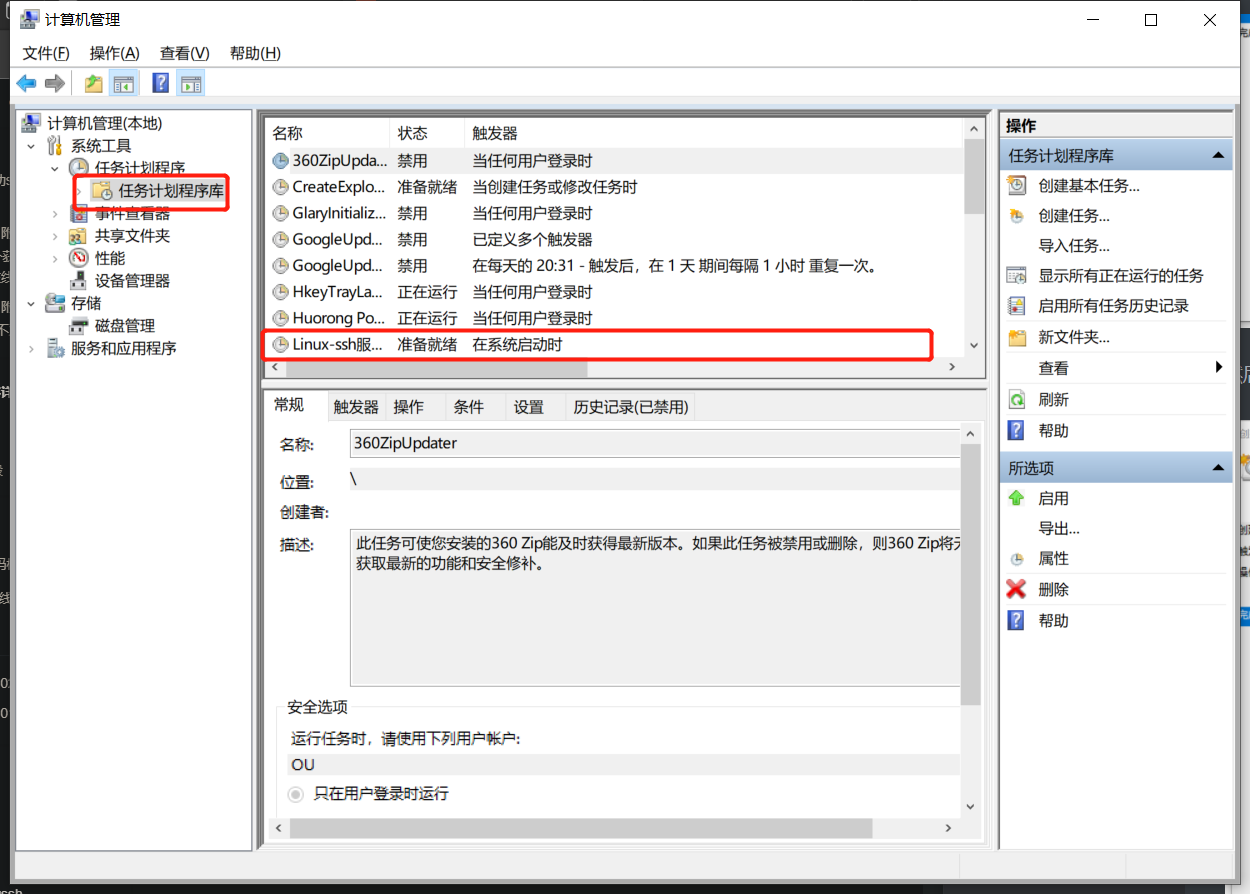 计算机管理
文件(F) 操作(A) 查看(V) 帮助(H)
计算机管理(本地)
系统工具
任务计划程序
任务计划程序库
事件查看器
共享文件夹
性能
设备管理器
存储
磁盘管理
服务和应用程序
名称 状态 触发器
360ZipUpda... 禁用 当任何用户登录时
CreateExplo... 准备就绪 当创建任务或修改任务时
GlaryInitializ... 禁用 当任何用户登录时
GoogleUpd... 禁用 已定义多个触发器
GoogleUpd... 禁用 在每天的 20:31 - 触发后，在 1 天 期间每隔 1 小时 重复一次。
HkeyTrayLa... 正在运行 当任何用户登录时
Huorong Po... 正在运行 当任何用户登录时
Linux-ssh服... 准备就绪 在系统启动时
常规 触发器 操作 条件 设置 历史记录(已禁用)
名称: 360ZipUpdater
位置: \
创建者:
描述: 此任务可使您安装的360 Zip能及时获得最新版本。如果此任务被禁用或删除，则360 Zip将
获取最新的功能和安全修补。
安全选项
运行任务时，请使用下列用户帐户:
OU
只在用户登录时运行
操作
任务计划程序库
创建基本任务...
创建任务...
导入任务...
显示所有正在运行的任务
启用所有任务历史记录
新文件夹...
查看
刷新
帮助
所选项
启用
导出...
属性
删除
帮助